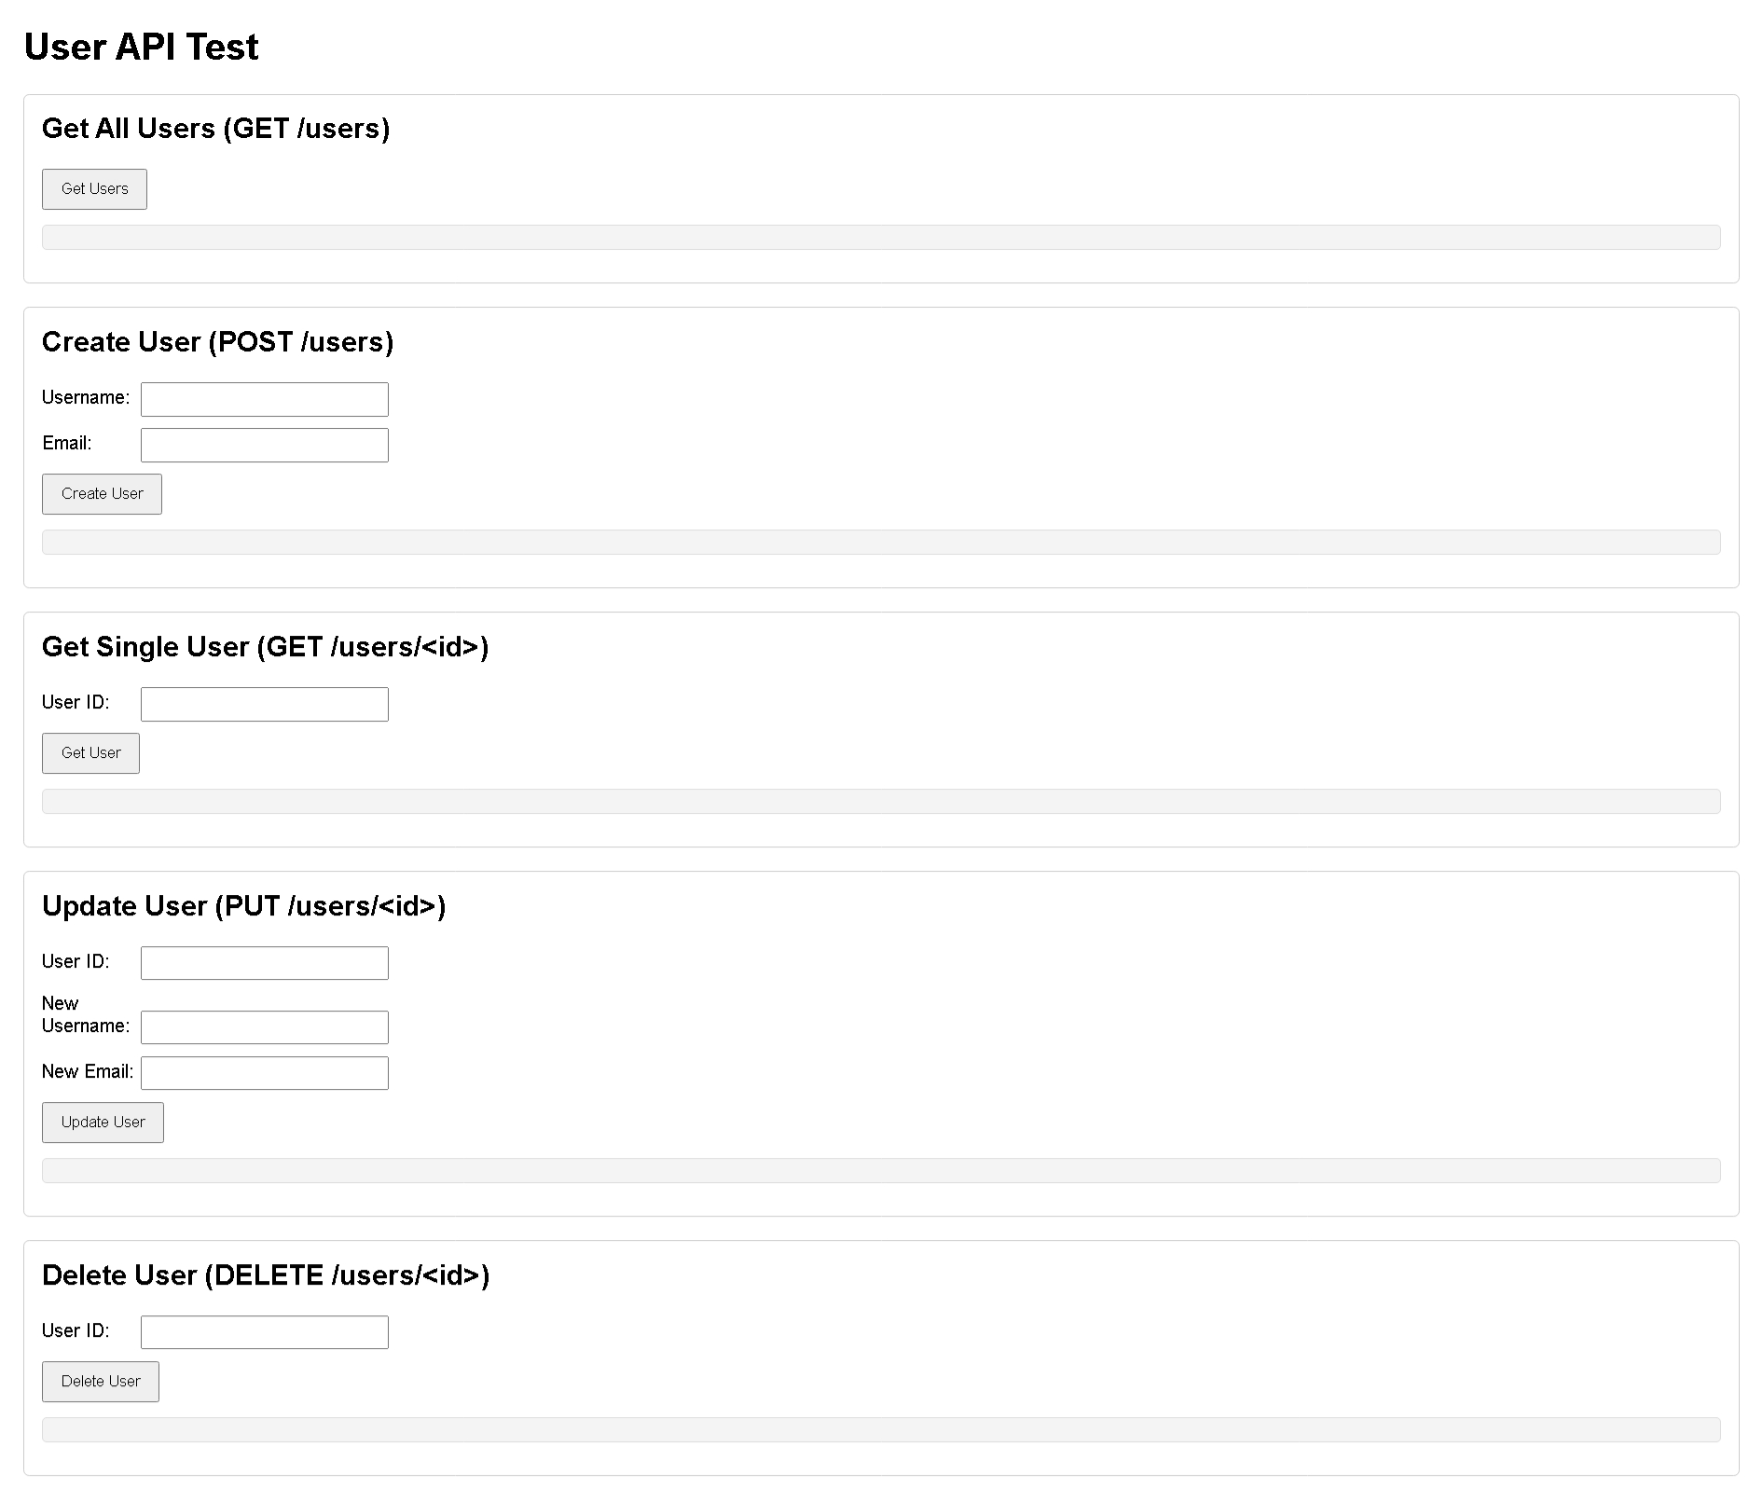 User API Test
Get All Users (GET /users)
Get Users
Create User (POST /users)
Username:
Email:
Create User
Get Single User (GET /users/<id>)
User ID:
Get User
Update User (PUT /users/<id>)
User ID:
New
Username:
New Email:
Update User
Delete User (DELETE /users/<id>)
User ID:
Delete User